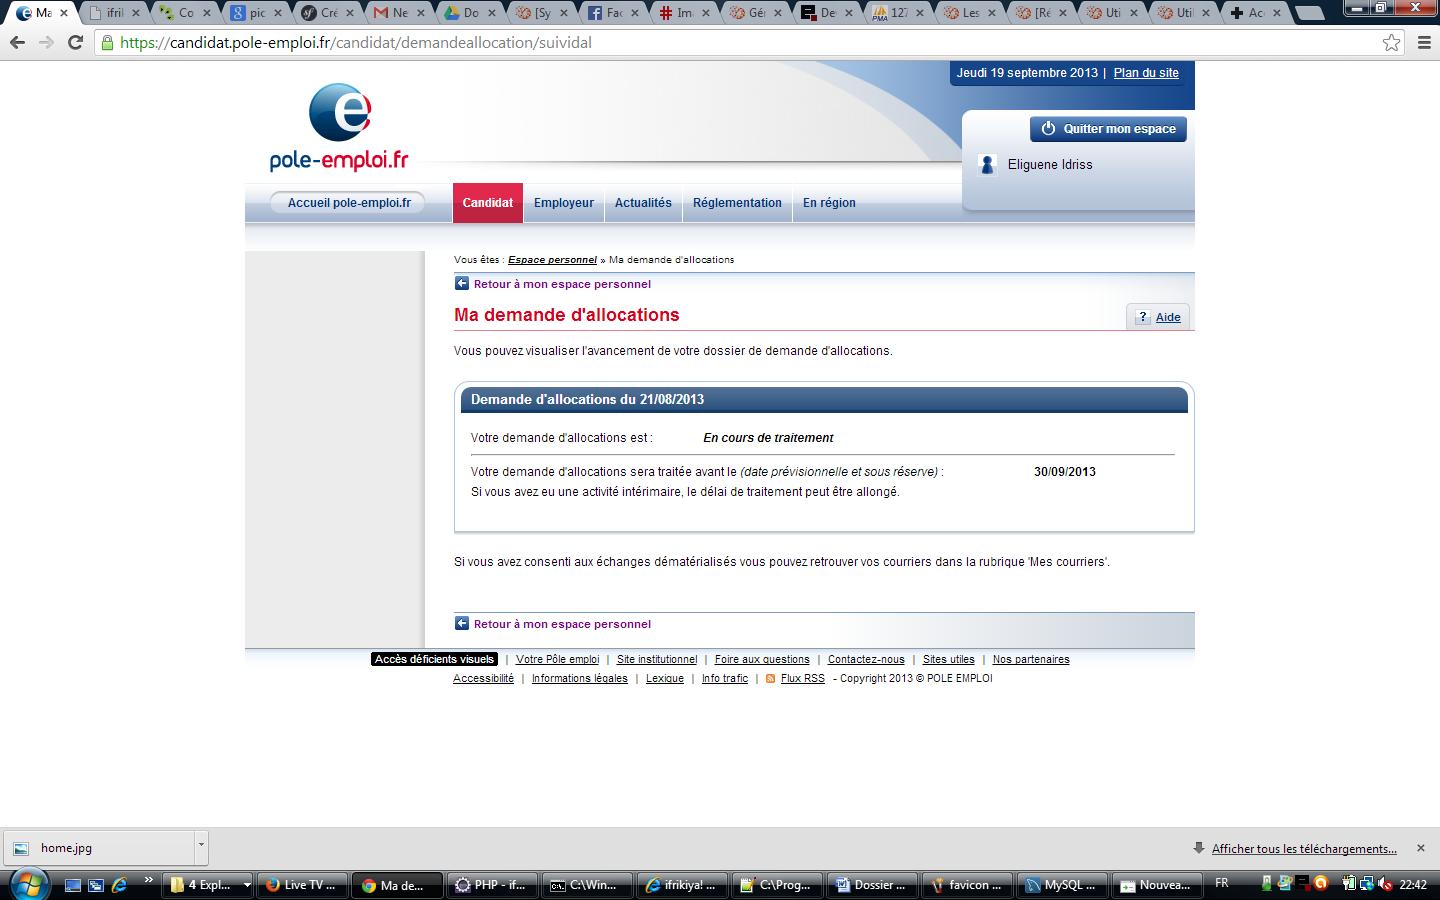 Ma
ifril
Co
pic
Cré
Ne
Do
[Sy
Fac
Ima
Gé
De
127
Les
[Ré
Uti
Util
Ac
https://candidat.pole-emploi.fr/candidat/demandeallocation/suividal
Jeudi 19 septembre 2013 | Plan du site
pole-emploi.fr
Quitter mon espace
Eliguene Idriss
Accueil pole-emploi.fr
Candidat
Employeur
Actualités
Réglementation
En région
Vous êtes : Espace personnel » Ma demande d'allocations
Retour à mon espace personnel
Ma demande d'allocations
? Aide
Vous pouvez visualiser l'avancement de votre dossier de demande d'allocations.
Demande d'allocations du 21/08/2013
Votre demande d'allocations est : En cours de traitement
Votre demande d'allocations sera traitée avant le (date prévisionnelle et sous réserve) : 30/09/2013
Si vous avez eu une activité intérimaire, le délai de traitement peut être allongé.
Si vous avez consenti aux échanges dématérialisés vous pouvez retrouver vos courriers dans la rubrique 'Mes courriers'.
Retour à mon espace personnel
Accès déficients visuels | Votre Pôle emploi | Site institutionnel | Foire aux questions | Contactez-nous | Sites utiles | Nos partenaires
Accessibilité | Informations légales | Lexique | Info trafic | Flux RSS - Copyright 2013 © POLE EMPLOI
home.jpg
Afficher tous les téléchargements...
4 Expl...
Live TV ...
Ma de...
PHP - if...
C:\Win...
ifrikiya! ...
C:\Prog...
Dossier ...
favicon ...
MySQL ...
Nouvea...
FR
22:42